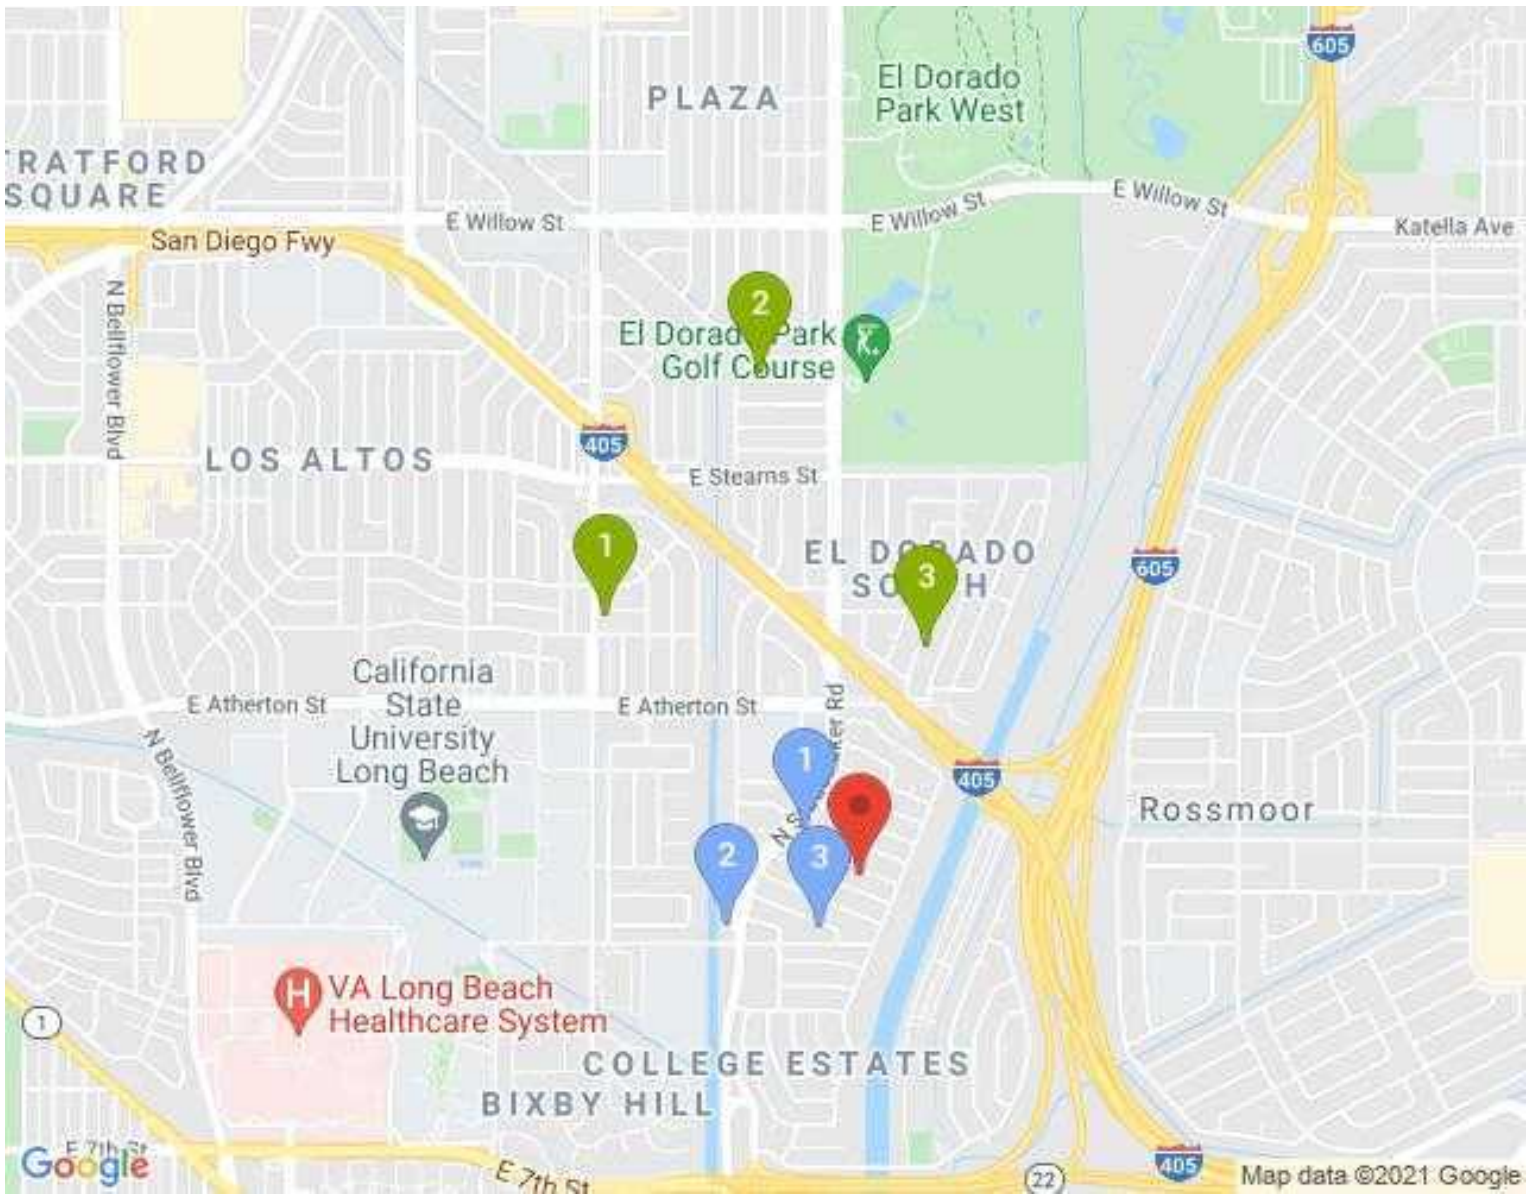 605
El Dorado
Park West
PLAZA
RATFORD
SQUARE
E Willow St
E Willow St
E Willow St
Katella Ave
San Diego Fwy
N Bellflower Blvd
2
El Dorado Park
Golf Course
405
LOS ALTOS
E Stearns St
1
EL DORADO
SO H
3
605
California
State
University
Long Beach
E Atherton St
E Atherton St
ker Rd
N S
N Bellflower Blvd
1
405
Rossmoor
2
3
H
VA Long Beach
Healthcare System
1
COLLEGE ESTATES
BIXBY HILL
E 7th St
Google
E 7th St
22
405
Map data ©2021 Google